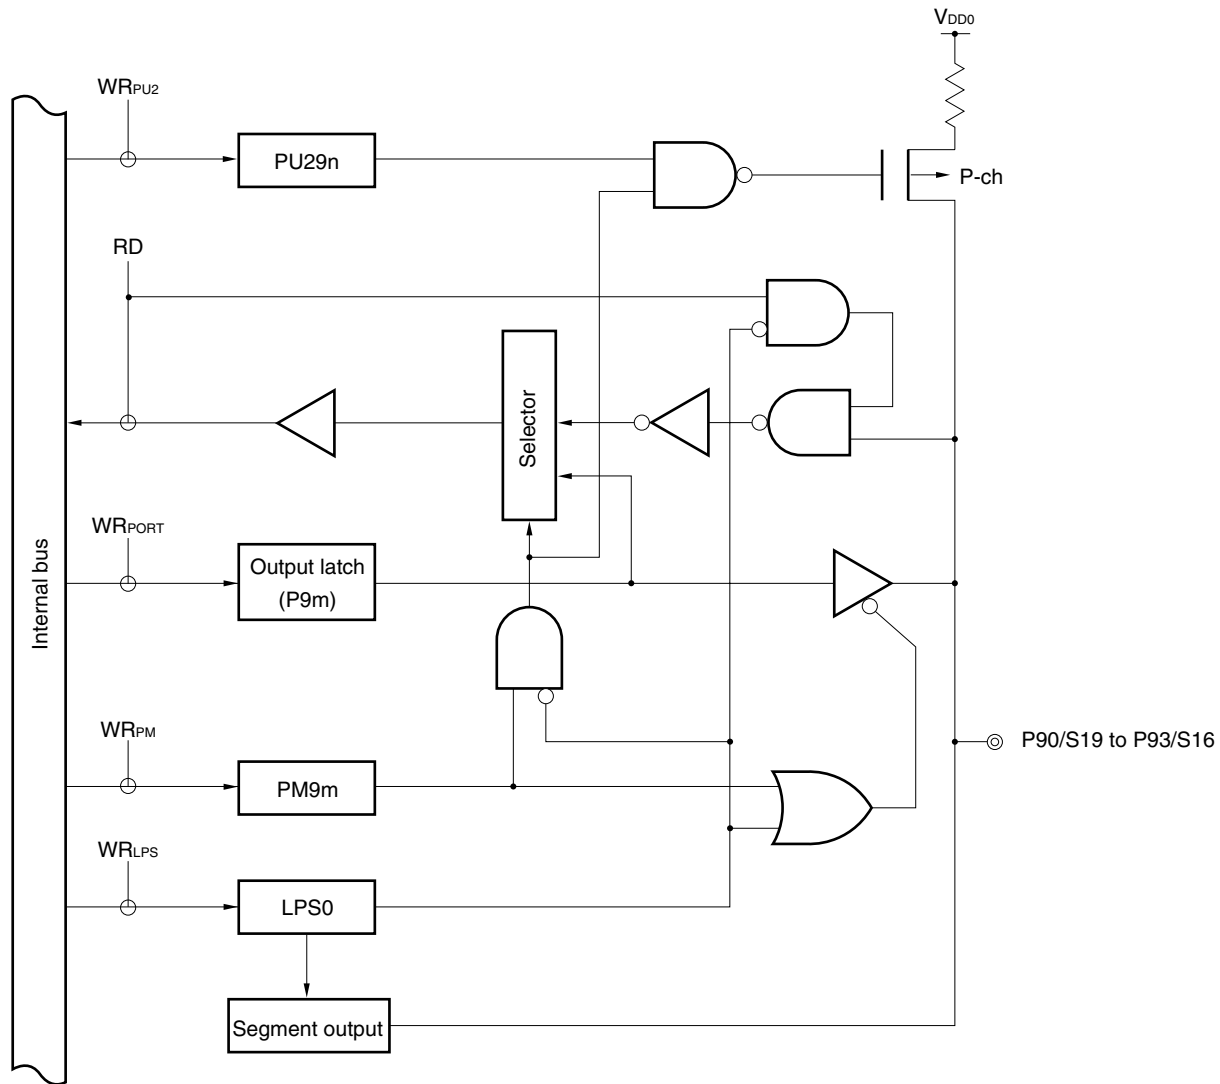 VDD0
WRPU2
PU29n
P-ch
RD
Selector
WRPORT
Output latch
(P9m)
Internal bus
WRPM
PM9m
P90/S19 to P93/S16
WRLPS
LPS0
Segment output